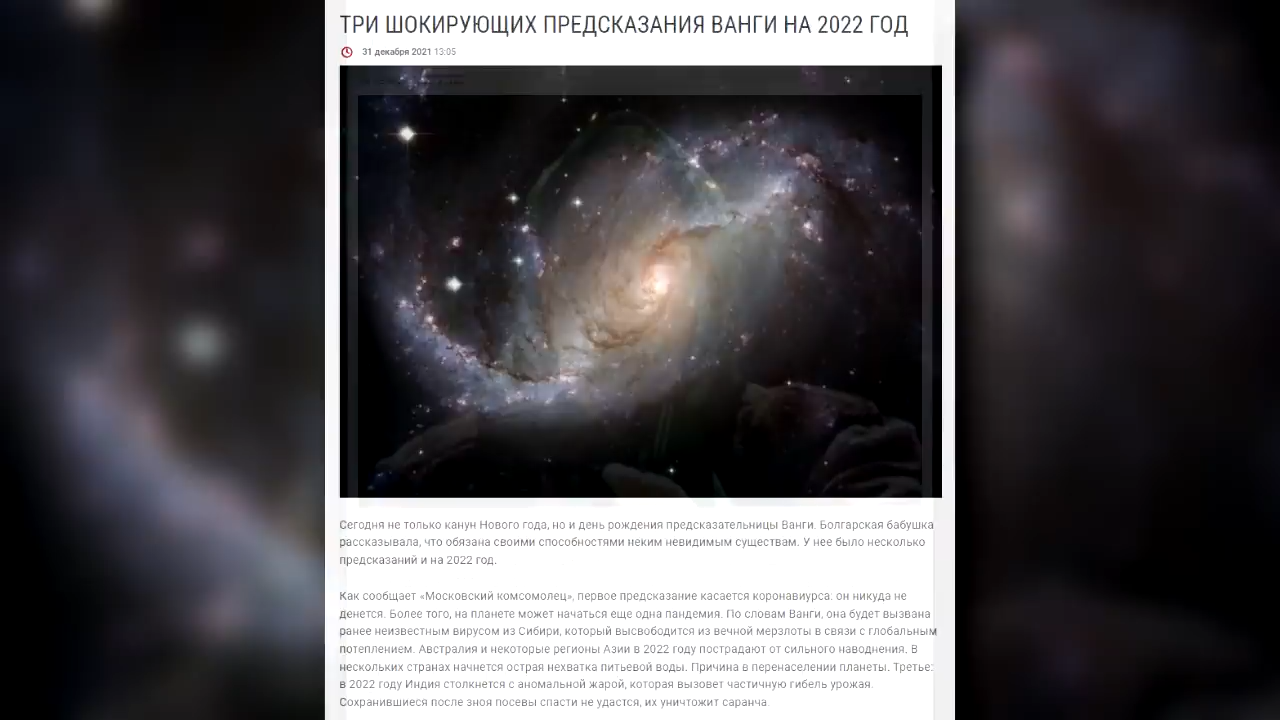 ТРИ ШОКИРУЮЩИХ ПРЕДСКАЗАНИЯ ВАНГИ НА 2022 ГОД
31 декабря 2021 13:05
Сегодня не только канун Нового года, но и день рождения предсказательницы Ванги. Болгарская бабушка
рассказывала, что обязана своими способностями неким невидимым существам. У нее было несколько
предсказаний и на 2022 год.
Как сообщает «Московский комсомолец», первое предсказание касается коронавиурса: он никуда не
денется. Более того, на планете может начаться еще одна пандемия. По словам Ванги, она будет вызвана
ранее неизвестным вирусом из Сибири, который высвободится из вечной мерзлоты в связи с глобальным
потеплением. Австралия и некоторые регионы Азии в 2022 году пострадают от сильного наводнения. В
нескольких странах начнется острая нехватка питьевой воды. Причина в перенаселении планеты. Третье:
в 2022 году Индия столкнется с аномальной жарой, которая вызовет частичную гибель урожая.
Сохранившиеся после зноя посевы спасти не удастся, их уничтожит саранча.